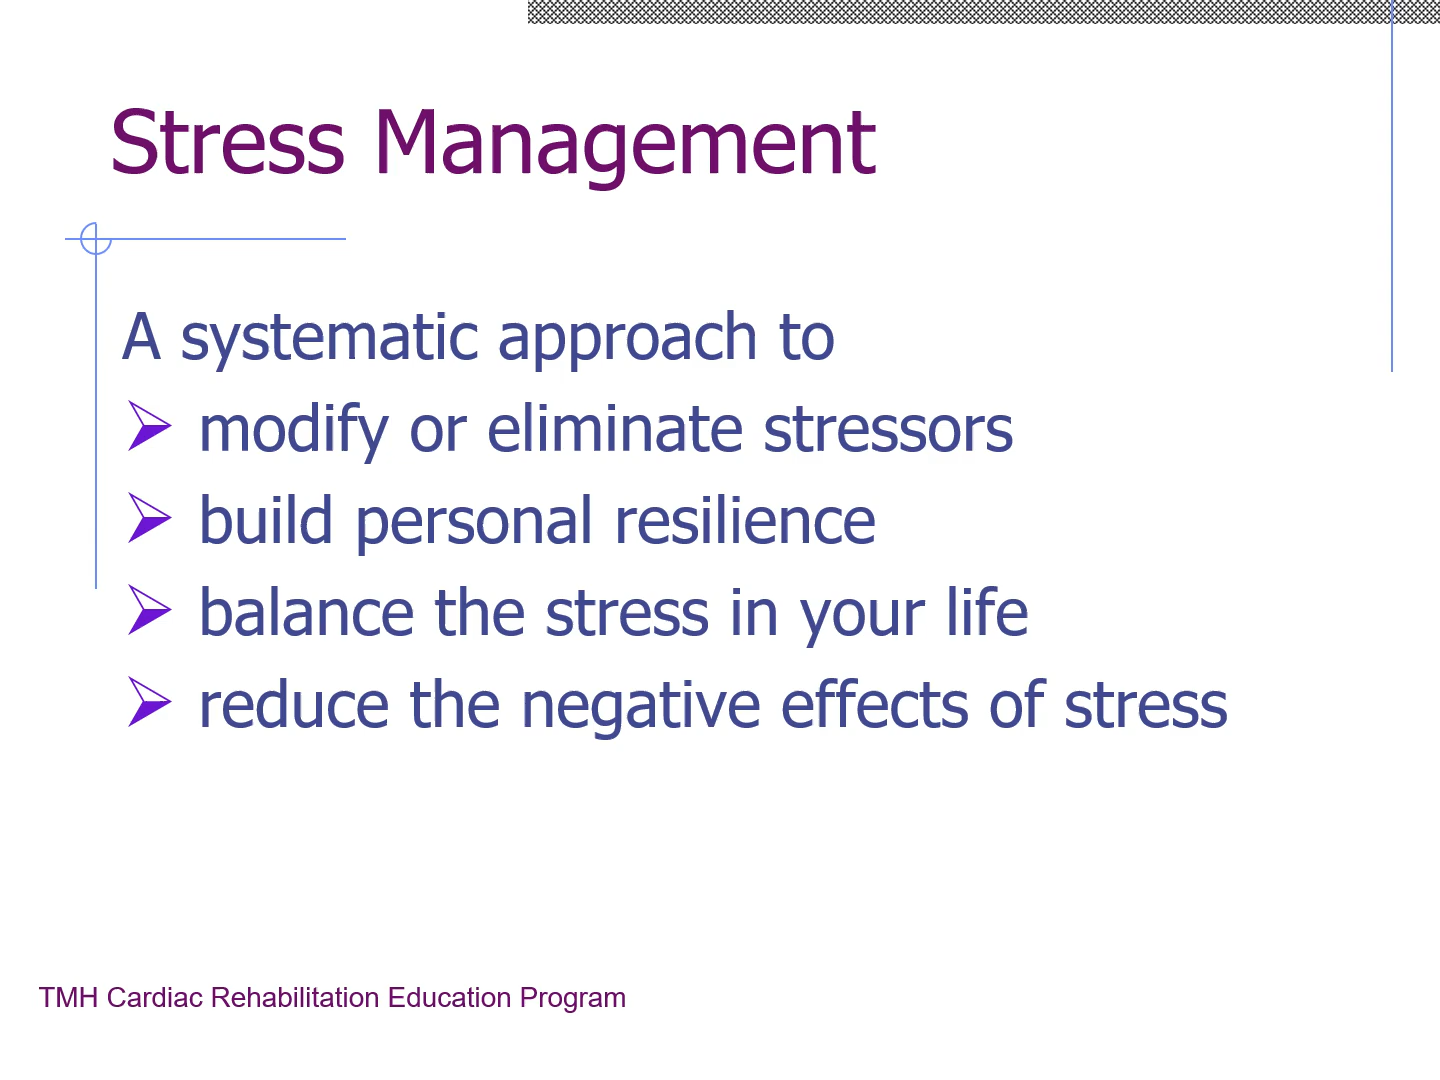 Stress Management
A systematic approach to
modify or eliminate stressors
build personal resilience
balance the stress in your life
reduce the negative effects of stress
TMH Cardiac Rehabilitation Education Program